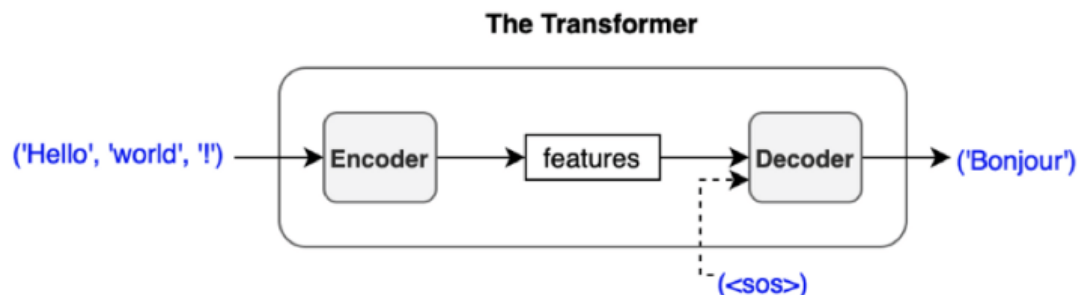 The Transformer
('Hello', 'world', '!')
Encoder
features
Decoder
('Bonjour')
(<sos>)